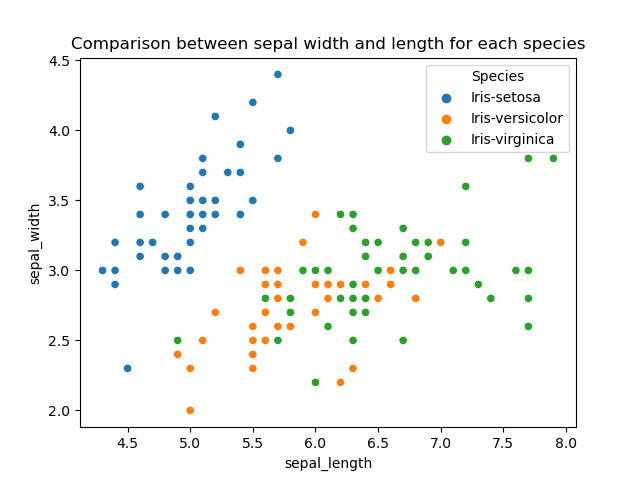 Comparison between sepal width and length for each species
Species
Iris-setosa
Iris-versicolor
Iris-virginica
sepal_width
4.5
4.0
3.5
3.0
2.5
2.0
4.5 5.0 5.5 6.0 6.5 7.0 7.5 8.0
sepal_length